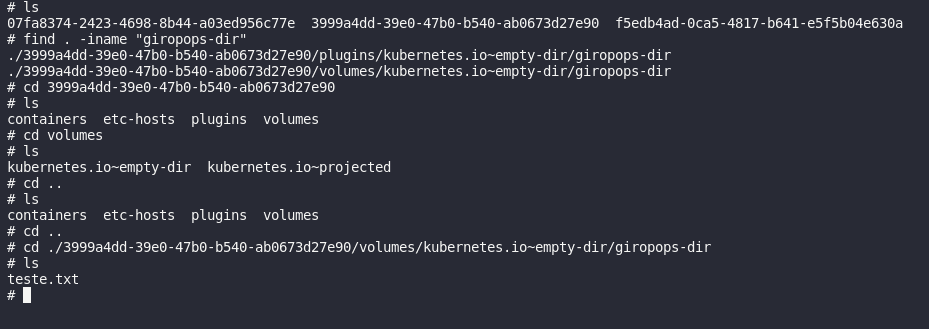 # ls
07fa8374-2423-4698-8b44-a03ed956c77e  3999a4dd-39e0-47b0-b540-ab0673d27e90  f5edb4ad-0ca5-4817-b641-e5f5b04e630a
# find . -iname "giropops-dir"
./3999a4dd-39e0-47b0-b540-ab0673d27e90/plugins/kubernetes.io~empty-dir/giropops-dir
./3999a4dd-39e0-47b0-b540-ab0673d27e90/volumes/kubernetes.io~empty-dir/giropops-dir
# cd 3999a4dd-39e0-47b0-b540-ab0673d27e90
# ls
containers  etc-hosts  plugins  volumes
# cd volumes
# ls
kubernetes.io~empty-dir  kubernetes.io~projected
# cd ..
# ls
containers  etc-hosts  plugins  volumes
# cd ..
# cd ./3999a4dd-39e0-47b0-b540-ab0673d27e90/volumes/kubernetes.io~empty-dir/giropops-dir
# ls
teste.txt
#